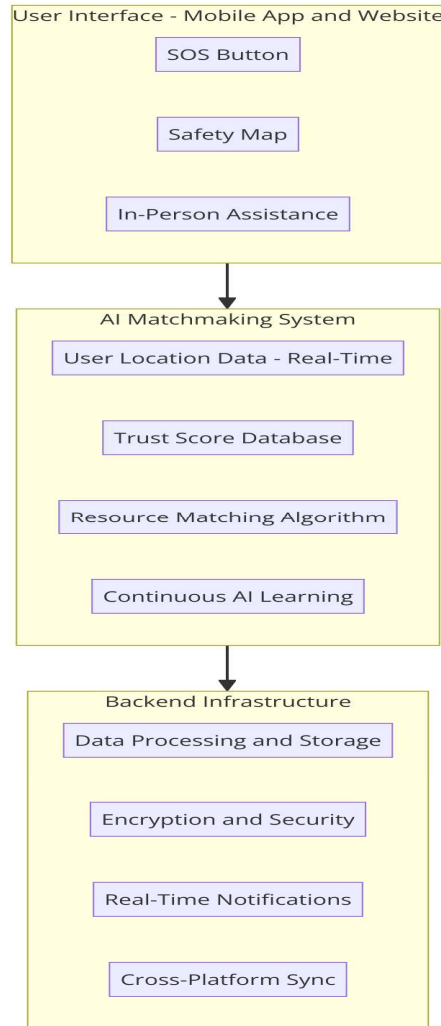 User Interface - Mobile App and Website
SOS Button
Safety Map
In-Person Assistance
AI Matchmaking System
User Location Data - Real-Time
Trust Score Database
Resource Matching Algorithm
Continuous AI Learning
Backend Infrastructure
Data Processing and Storage
Encryption and Security
Real-Time Notifications
Cross-Platform Sync